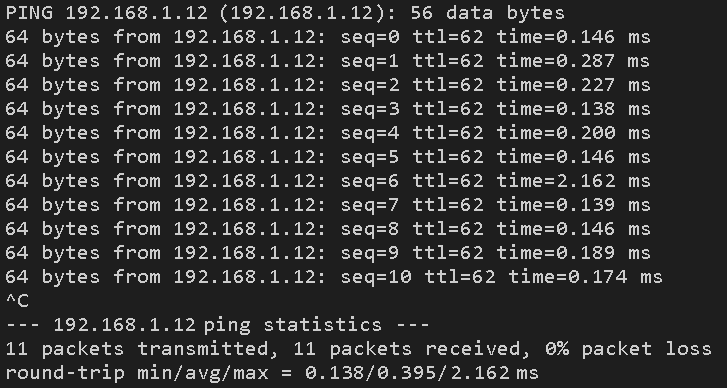 PING 192.168.1.12 (192.168.1.12): 56 data bytes
64 bytes from 192.168.1.12: seq=0 ttl=62 time=0.146 ms
64 bytes from 192.168.1.12: seq=1 ttl=62 time=0.287 ms
64 bytes from 192.168.1.12: seq=2 ttl=62 time=0.227 ms
64 bytes from 192.168.1.12: seq=3 ttl=62 time=0.138 ms
64 bytes from 192.168.1.12: seq=4 ttl=62 time=0.200 ms
64 bytes from 192.168.1.12: seq=5 ttl=62 time=0.146 ms
64 bytes from 192.168.1.12: seq=6 ttl=62 time=2.162 ms
64 bytes from 192.168.1.12: seq=7 ttl=62 time=0.139 ms
64 bytes from 192.168.1.12: seq=8 ttl=62 time=0.146 ms
64 bytes from 192.168.1.12: seq=9 ttl=62 time=0.189 ms
64 bytes from 192.168.1.12: seq=10 ttl=62 time=0.174 ms
^C
--- 192.168.1.12 ping statistics ---
11 packets transmitted, 11 packets received, 0% packet loss
round-trip min/avg/max = 0.138/0.395/2.162 ms